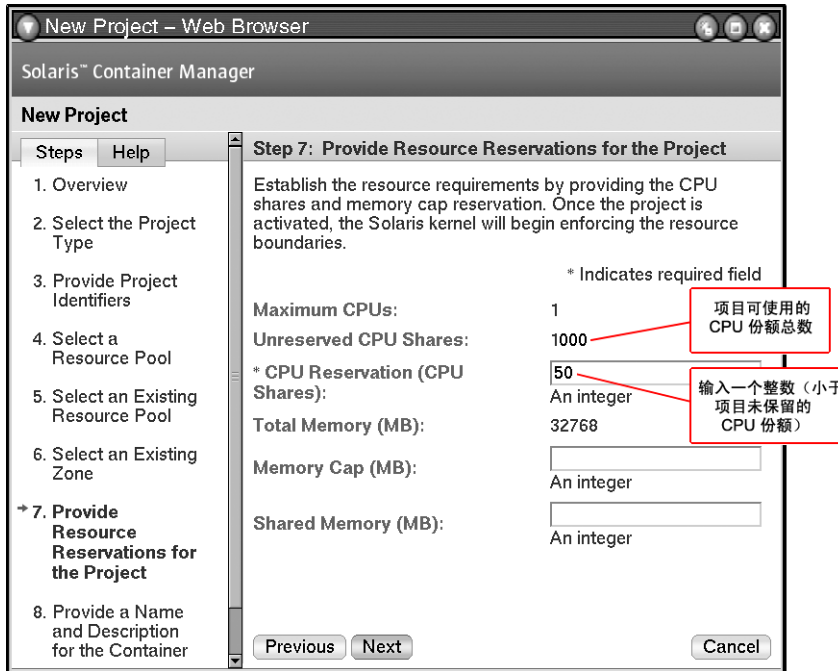 New Project – Web Browser
Solaris™ Container Manager
New Project
Steps
Help
1. Overview
2. Select the Project
Type
3. Provide Project
Identifiers
4. Select a
Resource Pool
5. Select an Existing
Resource Pool
6. Select an Existing
Zone
7. Provide
Resource
Reservations for
the Project
8. Provide a Name
and Description
for the Container
Step 7: Provide Resource Reservations for the Project
Establish the resource requirements by providing the CPU
shares and memory cap reservation. Once the project is
activated, the Solaris kernel will begin enforcing the resource
boundaries.
* Indicates required field
Maximum CPUs: 1
Unreserved CPU Shares: 1000
项目可使用的
CPU 份额总数
* CPU Reservation (CPU
Shares):
50
An integer
输入一个整数（小于
项目未保留的
CPU 份额）
Total Memory (MB): 32768
Memory Cap (MB):
An integer
Shared Memory (MB):
An integer
Previous
Next
Cancel